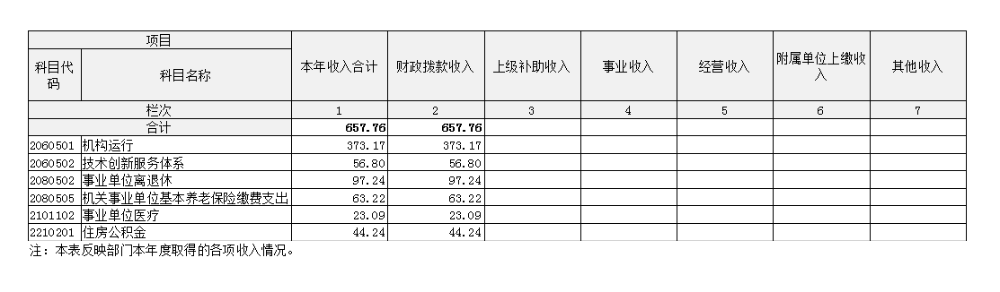 项目 本年收入合计 财政拨款收入 上级补助收入 事业收入 经营收入 附属单位上缴收入 其他收入
科目代码 科目名称
栏次 1 2 3 4 5 6 7
合计 657.76 657.76
2060501 机构运行 373.17 373.17
2060502 技术创新服务体系 56.80 56.80
2080502 事业单位离退休 97.24 97.24
2080505 机关事业单位基本养老保险缴费支出 63.22 63.22
2101102 事业单位医疗 23.09 23.09
2210201 住房公积金 44.24 44.24
注：本表反映部门本年度取得的各项收入情况。